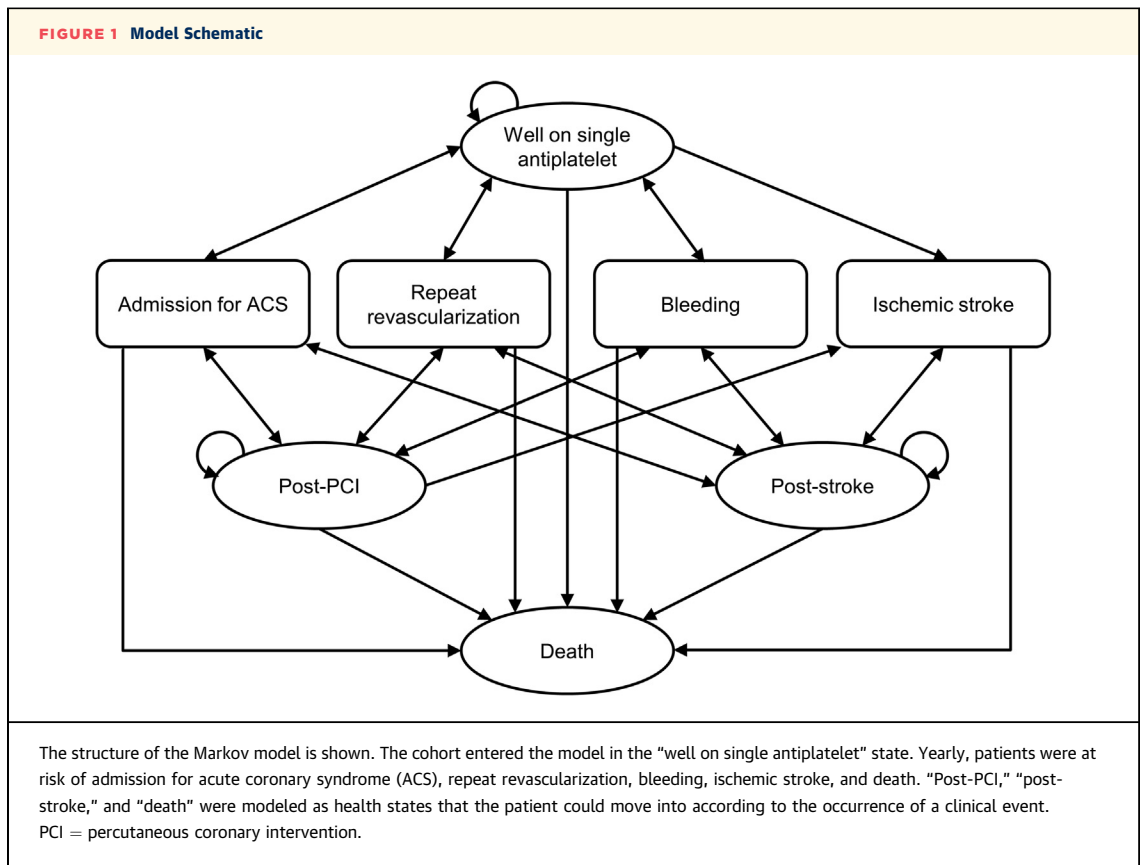 FIGURE 1 Model Schematic
Well on single
antiplatelet
Admission for ACS
Repeat
revascularization
Bleeding
Ischemic stroke
Post-PCI
Post-stroke
Death
The structure of the Markov model is shown. The cohort entered the model in the “well on single antiplatelet” state. Yearly, patients were at
risk of admission for acute coronary syndrome (ACS), repeat revascularization, bleeding, ischemic stroke, and death. “Post-PCI,” “post-
stroke,” and “death” were modeled as health states that the patient could move into according to the occurrence of a clinical event.
PCI = percutaneous coronary intervention.